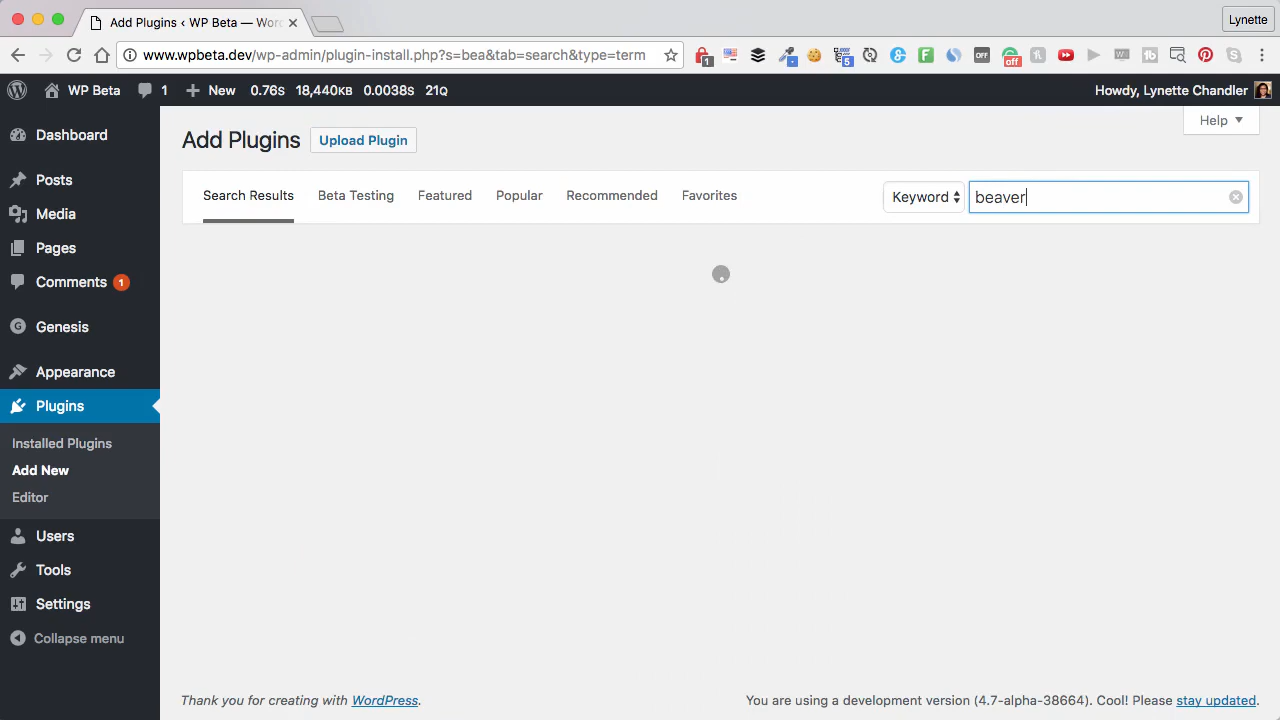 Add Plugins ‹ WP Beta — Wor
Lynette
www.wpbeta.dev/wp-admin/plugin-install.php?s=bea&tab=search&type=term
1
5
OFF
off
WP Beta
1
New
0.76S
18,440KB
0.0038S
21Q
Howdy, Lynette Chandler
Dashboard
Posts
Media
Pages
Comments 1
Genesis
Appearance
Plugins
Installed Plugins
Add New
Editor
Users
Tools
Settings
Collapse menu
Help
Add Plugins
Upload Plugin
Search Results
Beta Testing
Featured
Popular
Recommended
Favorites
Keyword
beaver
Thank you for creating with WordPress.
You are using a development version (4.7-alpha-38664). Cool! Please stay updated.